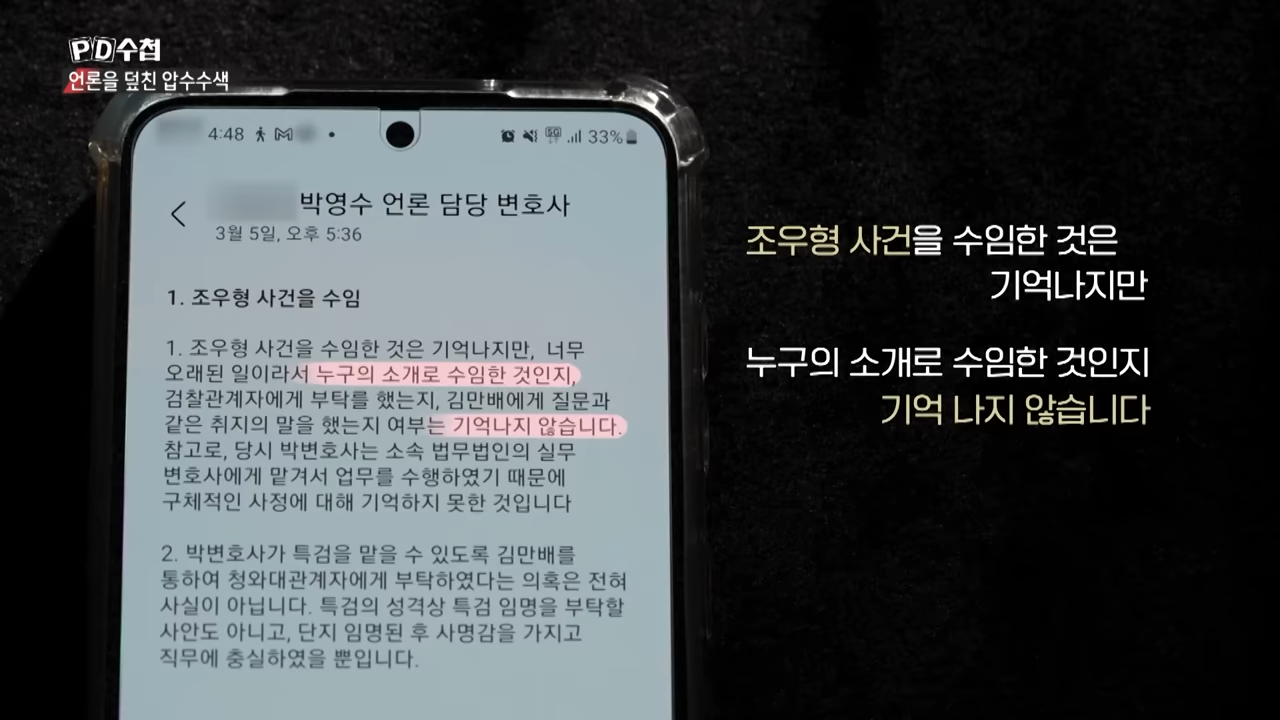 PD수첩
언론을 덮친 압수수색
4:48
5G
33%
박영수 언론 담당 변호사
3월 5일, 오후 5:36
1. 조우형 사건을 수임
1. 조우형 사건을 수임한 것은 기억나지만, 너무
오래된 일이라서 누구의 소개로 수임한 것인지,
검찰관계자에게 부탁를 했는지, 김만배에게 질문과
같은 취지의 말을 했는지 여부는 기억나지 않습니다.
참고로, 당시 박변호사는 소속 법무법인의 실무
변호사에게 맡겨서 업무를 수행하였기 때문에
구체적인 사정에 대해 기억하지 못한 것입니다
2. 박변호사가 특검을 맡을 수 있도록 김만배를
통하여 청와대관계자에게 부탁하였다는 의혹은 전혀
사실이 아닙니다. 특검의 성격상 특검 임명을 부탁할
사안도 아니고, 단지 임명된 후 사명감을 가지고
직무에 충실하였을 뿐입니다.
조우형 사건을 수임한 것은
기억나지만
누구의 소개로 수임한 것인지
기억 나지 않습니다